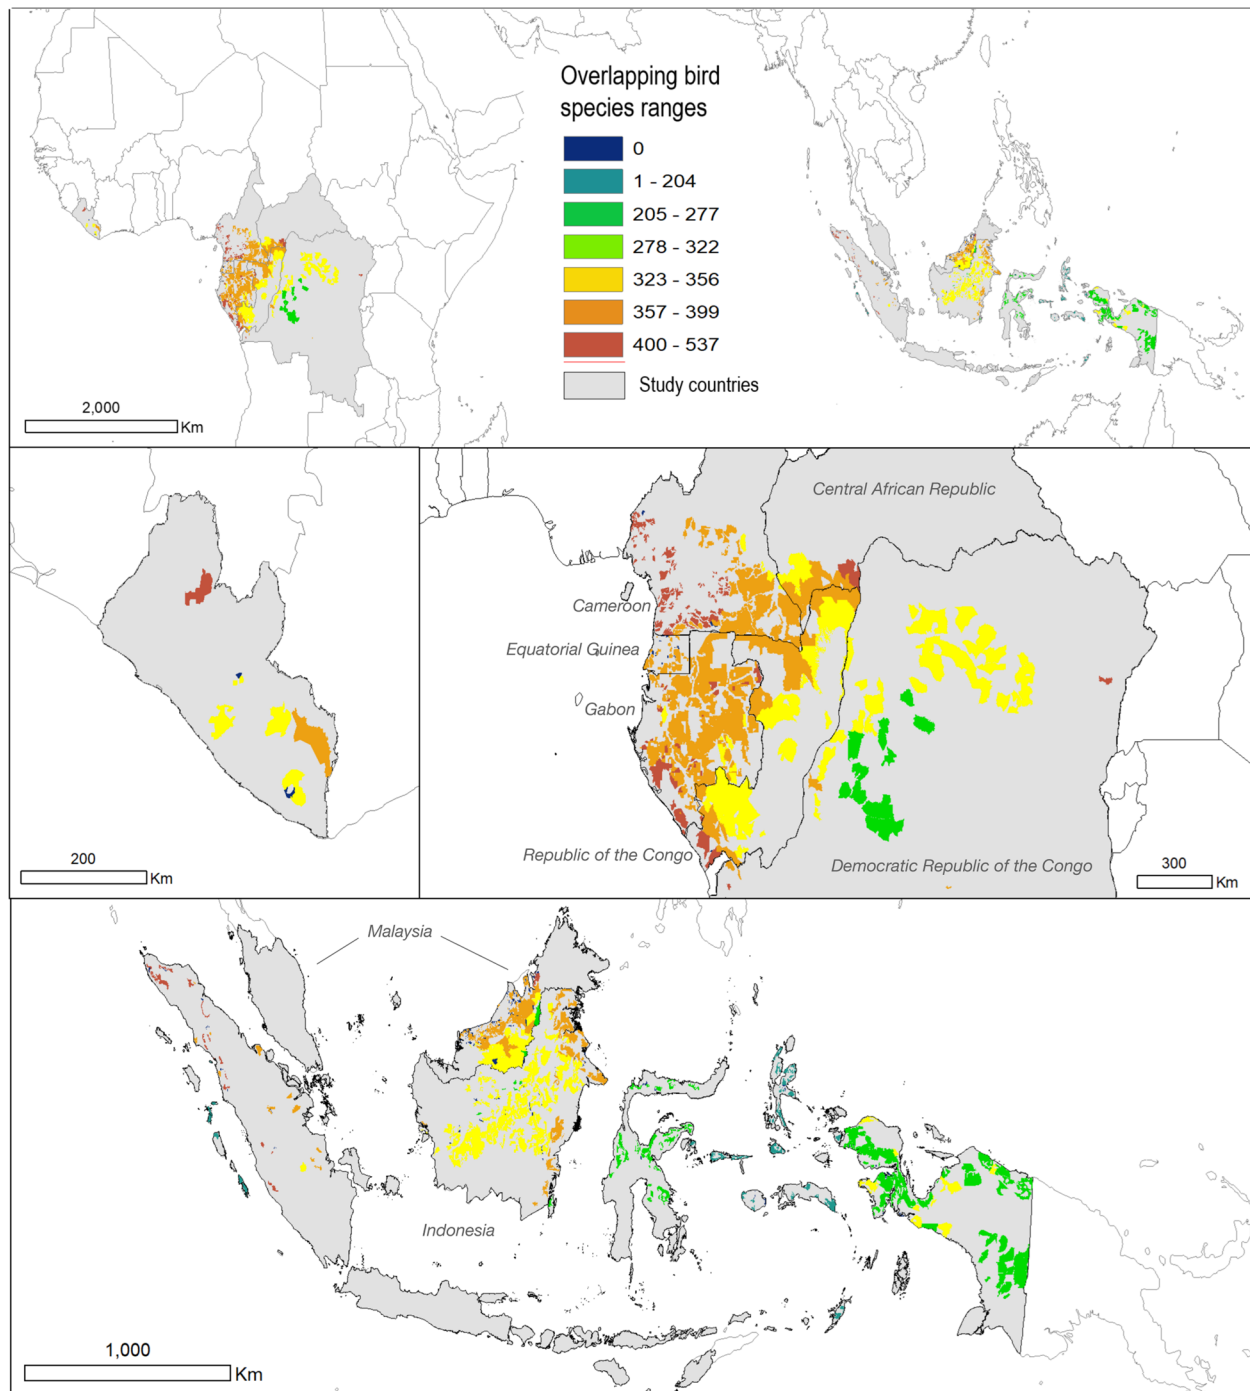 Overlapping bird
species ranges
0
1 - 204
205 - 277
278 - 322
323 - 356
357 - 399
400 - 537
Study countries
2,000
Km
Central African Republic
Cameroon
Equatorial Guinea
Gabon
Republic of the Congo
Democratic Republic of the Congo
200
Km
300
Km
Malaysia
Indonesia
1,000
Km